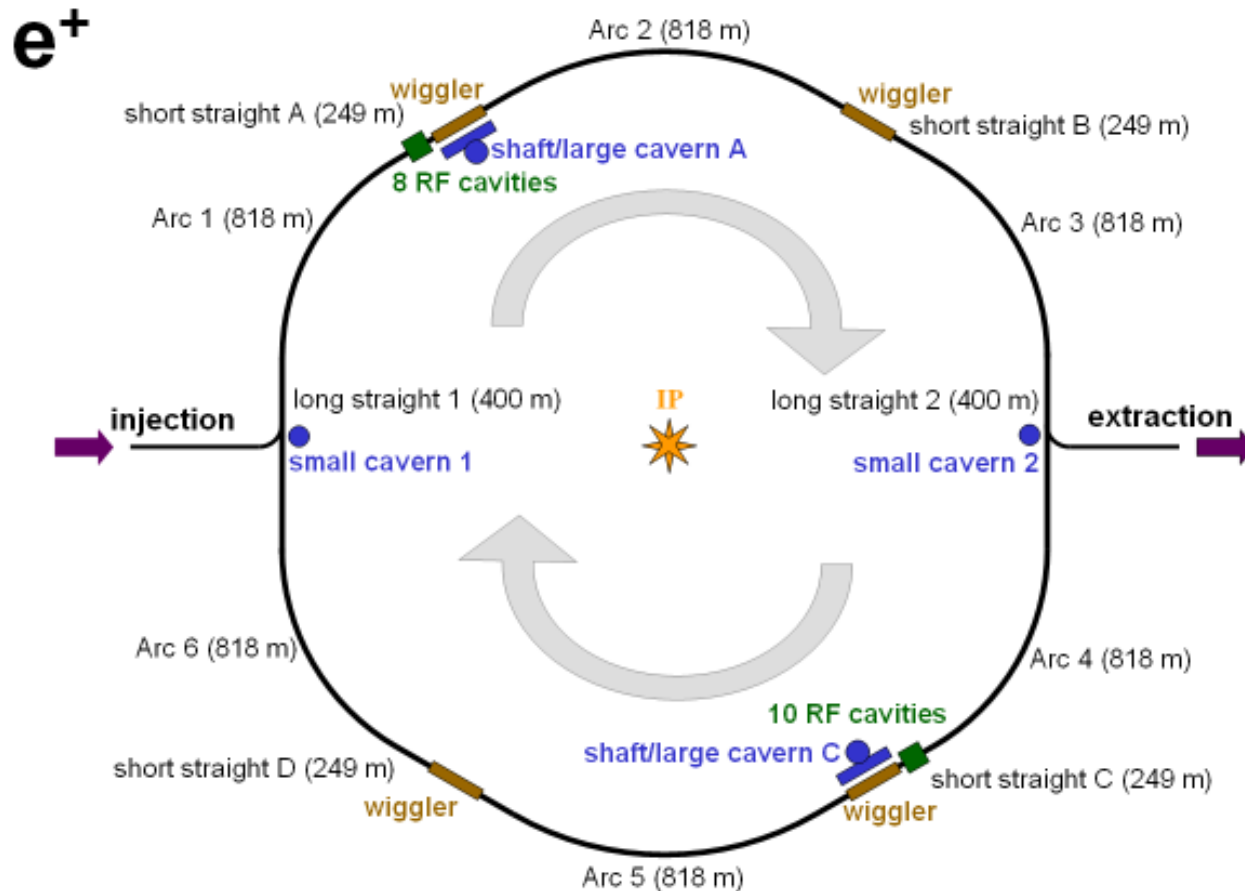 e+
Arc 2 (818 m)
wiggler
wiggler
short straight A (249 m)
short straight B (249 m)
shaft/large cavern A
8 RF cavities
Arc 1 (818 m)
Arc 3 (818 m)
long straight 1 (400 m)
IP
long straight 2 (400 m)
injection
extraction
small cavern 1
small cavern 2
Arc 6 (818 m)
Arc 4 (818 m)
10 RF cavities
shaft/large cavern C
short straight D (249 m)
short straight C (249 m)
wiggler
wiggler
Arc 5 (818 m)